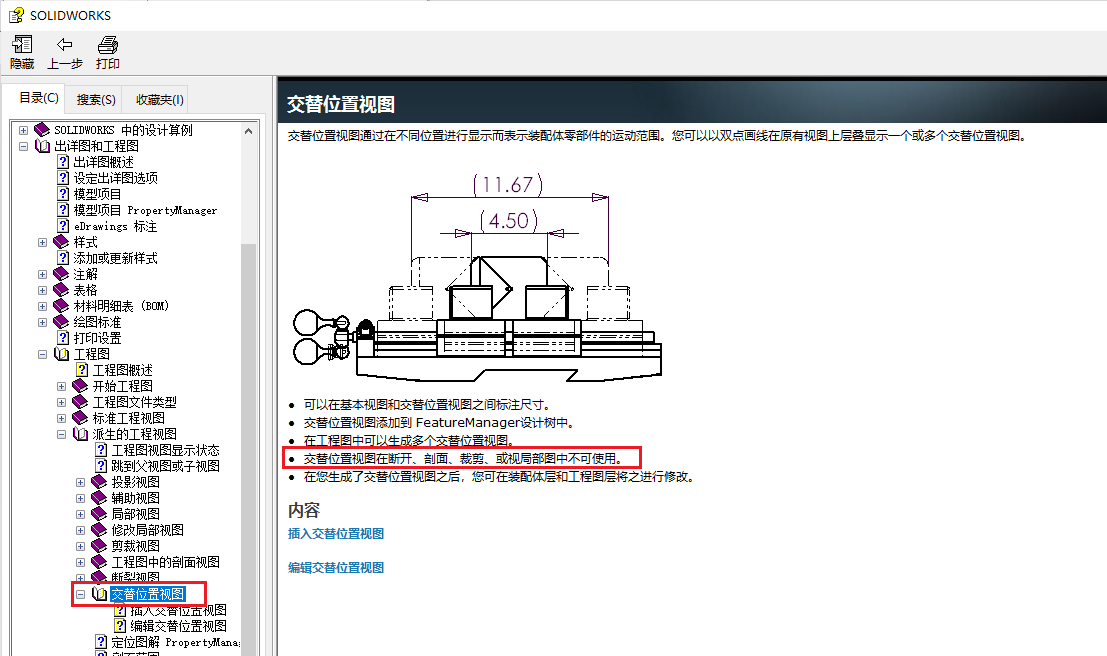 SOLIDWORKS
隐藏 上一步 打印
目录(C) 搜索(S) 收藏夹(I)
SOLIDWORKS 中的设计算例
出详图和工程图
出详图概述
设定出详图选项
模型项目
模型项目 PropertyManager
eDrawings 标注
样式
添加或更新样式
注解
表格
材料明细表 (BOM)
绘图标准
打印设置
工程图
工程图概述
开始工程图
工程图文件类型
标准工程视图
派生的工程视图
工程图视图显示状态
跳到父视图或子视图
投影视图
辅助视图
局部视图
修改局部视图
剪裁视图
工程图中的剖面视图
断裂视图
交替位置视图
插入交替位置视图
编辑交替位置视图
定位图解 PropertyMana
交替位置视图
交替位置视图通过在不同位置进行显示而表示装配体零部件的运动范围。您可以以双点画线在原有视图上层叠显示一个或多个交替位置视图。
(11.67)
(4.50)
• 可以在基本视图和交替位置视图之间标注尺寸。
• 交替位置视图添加到 FeatureManager设计树中。
• 在工程图中可以生成多个交替位置视图。
• 交替位置视图在断开、剖面、裁剪、或视局部图中不可使用。
• 在您生成了交替位置视图之后，您可在装配体层和工程图层将之进行修改。
内容
插入交替位置视图
编辑交替位置视图